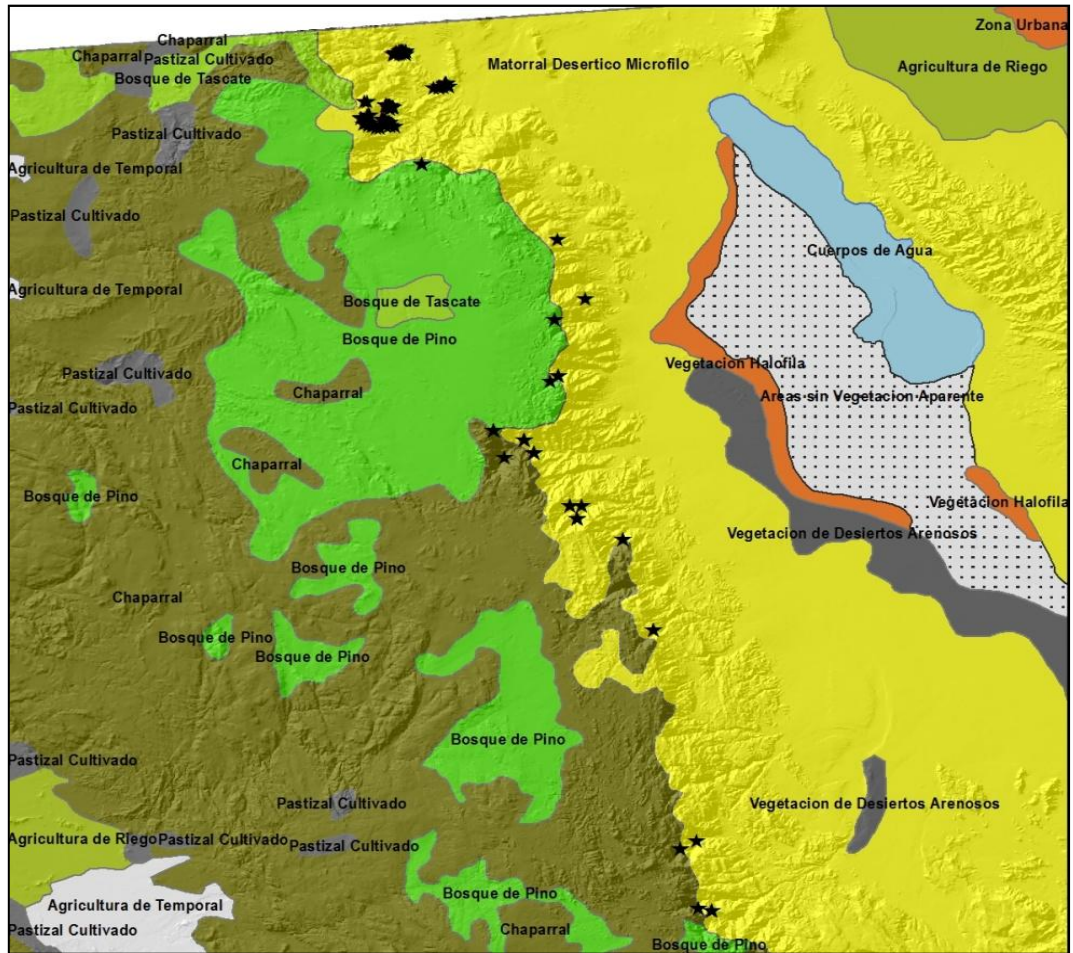 Zona Urbana
Chaparral
Matorral Desertico Microfilo
Agricultura de Riego
Chaparral
Pastizal Cultivado
Bosque de Tascate
Pastizal Cultivado
Agricultura de Temporal
Pastizal Cultivado
Cuerpos de Agua
Agricultura de Temporal
Bosque de Tascate
Bosque de Pino
Vegetacion Halofila
Pastizal Cultivado
Chaparral
Areas sin Vegetacion Aparente
Pastizal Cultivado
Chaparral
Bosque de Pino
Vegetacion Halofila
Vegetacion de Desiertos Arenosos
Bosque de Pino
Chaparral
Bosque de Pino
Bosque de Pino
Bosque de Pino
Pastizal Cultivado
Pastizal Cultivado
Vegetacion de Desiertos Arenosos
Agricultura de Riego
Pastizal Cultivado
Pastizal Cultivado
Bosque de Pino
Agricultura de Temporal
Pastizal Cultivado
Chaparral
Bosque de Pino